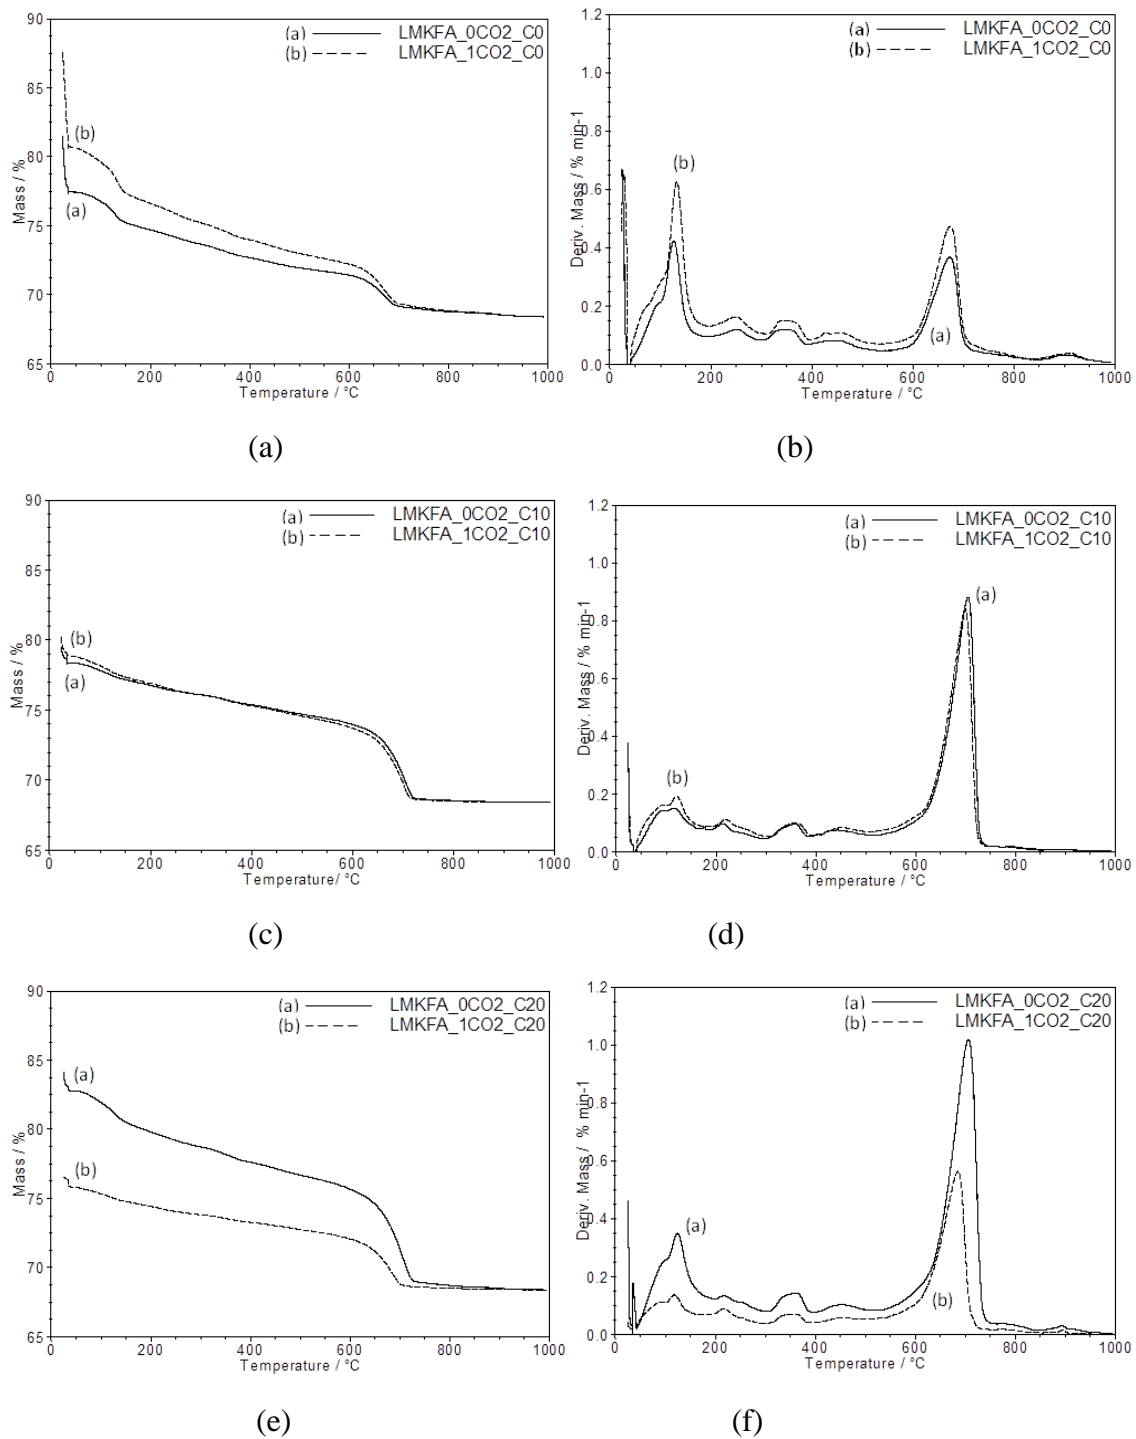 90
85
80
75
70
65
Mass / %
(a) LMKFA_0CO2_C0
(b) LMKFA_1CO2_C0
(b)
(a)
0 200 400 600 800 1000
Temperature / °C
(a)
1.2
1.0
0.8
0.6
0.4
0.2
0.0
Deriv. Mass / % min-1
(a) LMKFA_0CO2_C0
(b) LMKFA_1CO2_C0
(b)
(a)
0 200 400 600 800 1000
Temperature / °C
(b)
90
85
80
75
70
65
Mass / %
(a) LMKFA_0CO2_C10
(b) LMKFA_1CO2_C10
(b)
(a)
0 200 400 600 800 1000
Temperature/ °C
(c)
1.2
1.0
0.8
0.6
0.4
0.2
0.0
Deriv. Mass / % min-1
(a) LMKFA_0CO2_C10
(b) LMKFA_1CO2_C10
(a)
(b)
0 200 400 600 800 1000
Temperature / °C
(d)
90
85
80
75
70
65
Mass / %
(a) LMKFA_0CO2_C20
(b) LMKFA_1CO2_C20
(a)
(b)
0 200 400 600 800 1000
Temperature / °C
(e)
1.2
1.0
0.8
0.6
0.4
0.2
0.0
Deriv. Mass / % min-1
(a) LMKFA_0CO2_C20
(b) LMKFA_1CO2_C20
(a)
(b)
0 200 400 600 800 1000
Temperature / °C
(f)